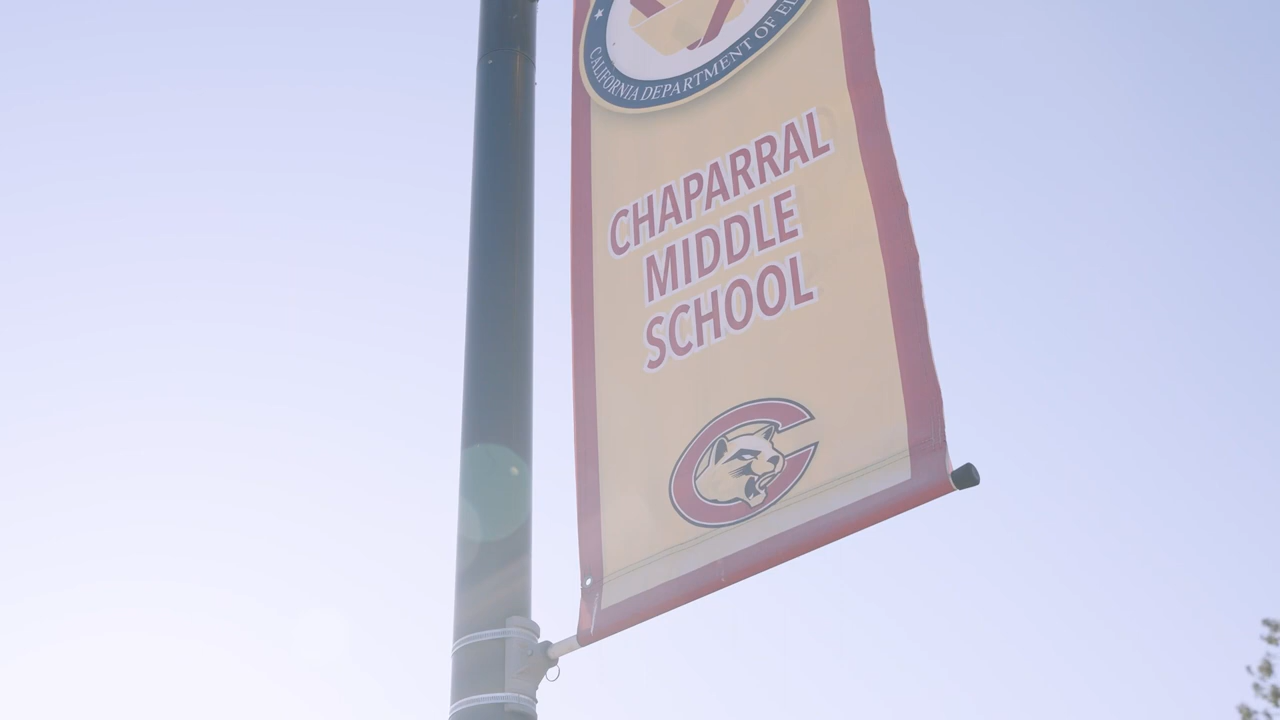 CALIFORNIA DEPARTMENT OF
CHAPARRAL
MIDDLE
SCHOOL
C